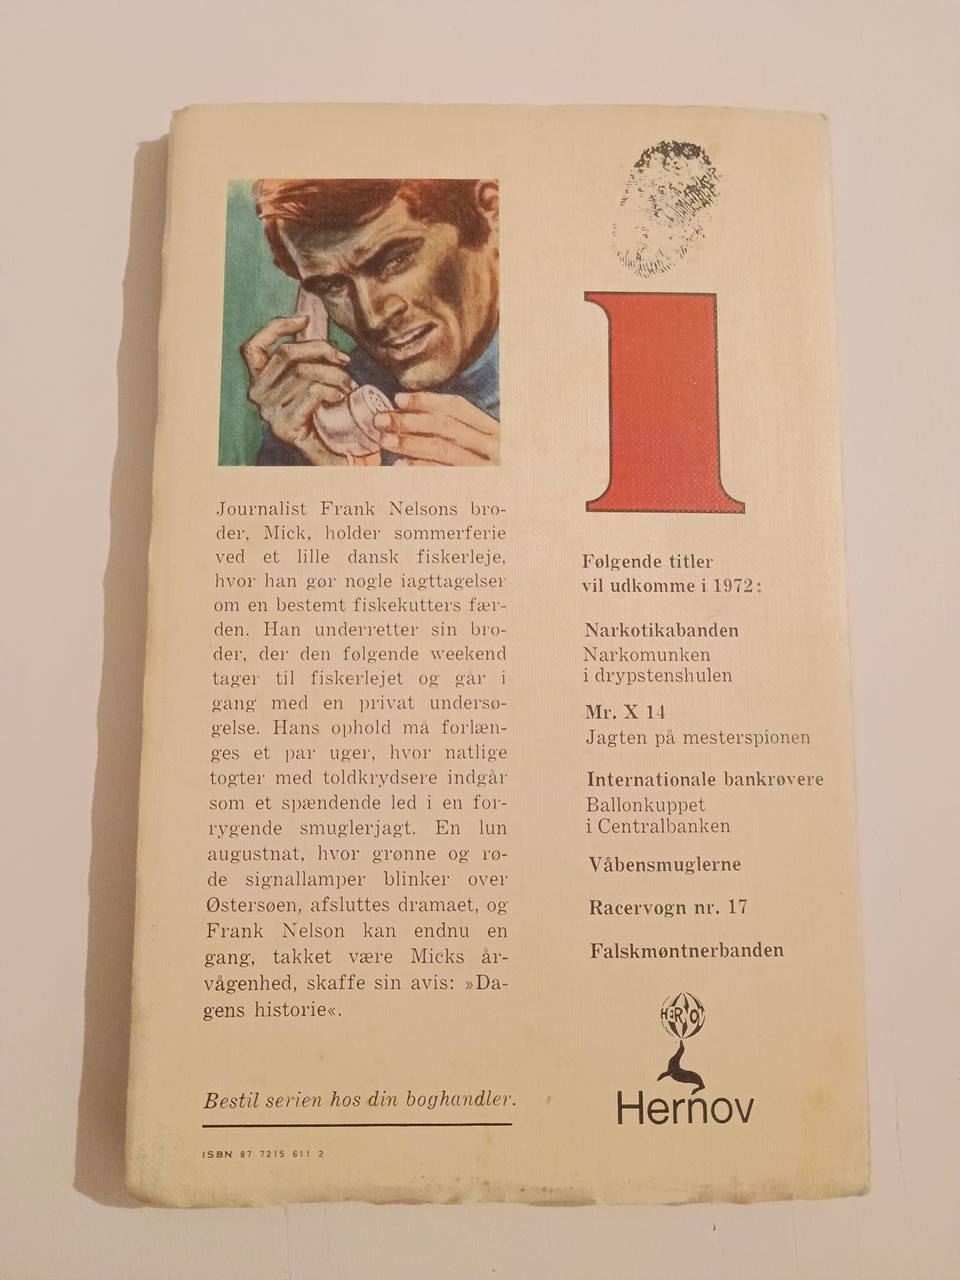 Journalist Frank Nelsons bro-
der, Mick, holder sommerferie
ved et lille dansk fiskerleje,
hvor han gør nogle iagttagelser
om en bestemt fiskekutters fær-
den. Han underretter sin bro-
der, der den følgende weekend
tager til fiskerlejet og går i
gang med en privat undersø-
gelse. Hans ophold må forlæn-
ges et par uger, hvor natlige
togter med toldkrydsere indgår
som et spændende led i en for-
rygende smuglerjagt. En lun
augustnat, hvor grønne og rø-
de signallamper blinker over
Østersøen, afsluttes dramaet, og
Frank Nelson kan endnu en
gang, takket være Micks år-
vågenhed, skaffe sin avis: »Da-
gens historie«.
Bestil serien hos din boghandler.
ISBN 87 7215 611 2
i
Følgende titler
vil udkomme i 1972:
Narkotikabanden
Narkomunken
i drypstenshulen
Mr. X 14
Jagten på mesterspionen
Internationale bankrøvere
Ballonkuppet
i Centralbanken
Våbensmuglerne
Racervogn nr. 17
Falskmøntnerbanden
Hernov